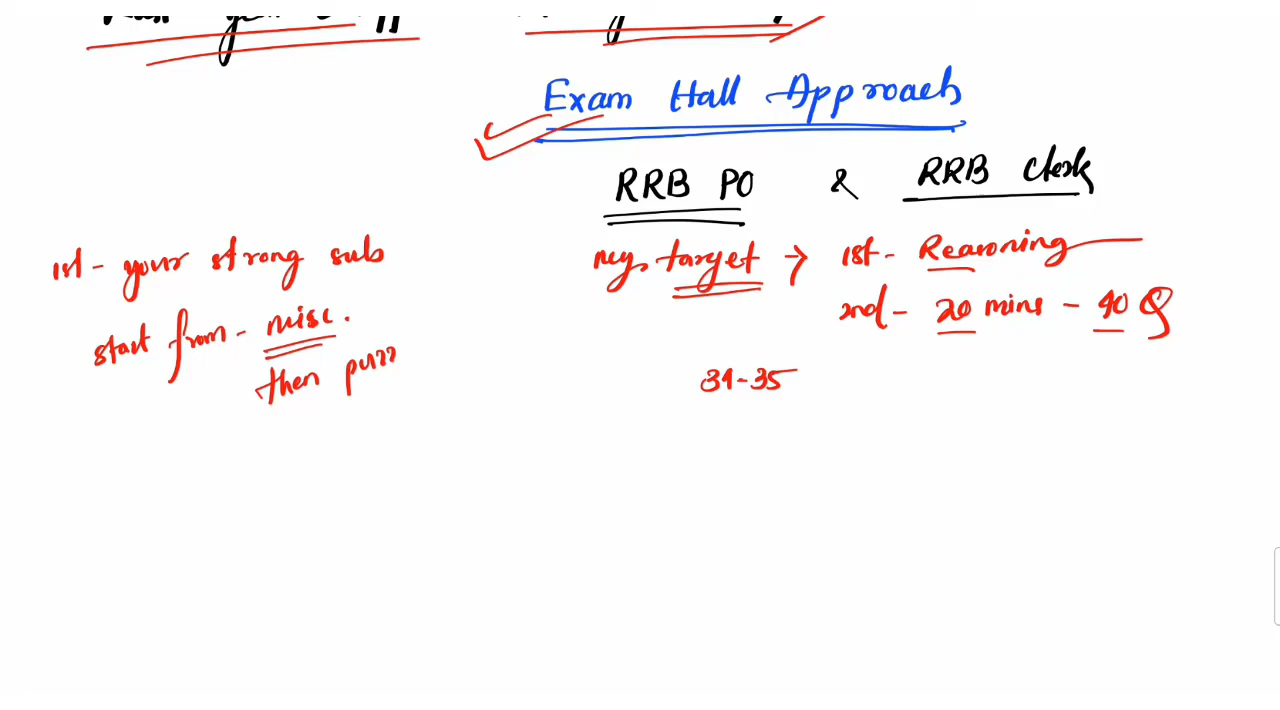 Exam Hall Approach
RRB PO & RRB Clerk
my target → 1st - Reasoning
2nd - 20 mins - 40 Q
34-35
1st - your strong sub
start from - misc.
then puzz